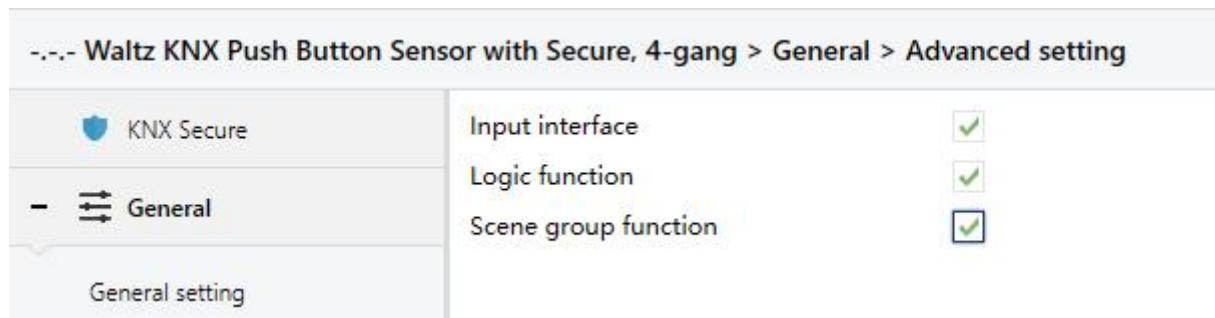 -.-.- Waltz KNX Push Button Sensor with Secure, 4-gang > General > Advanced setting
KNX Secure
General
General setting
Input interface
Logic function
Scene group function